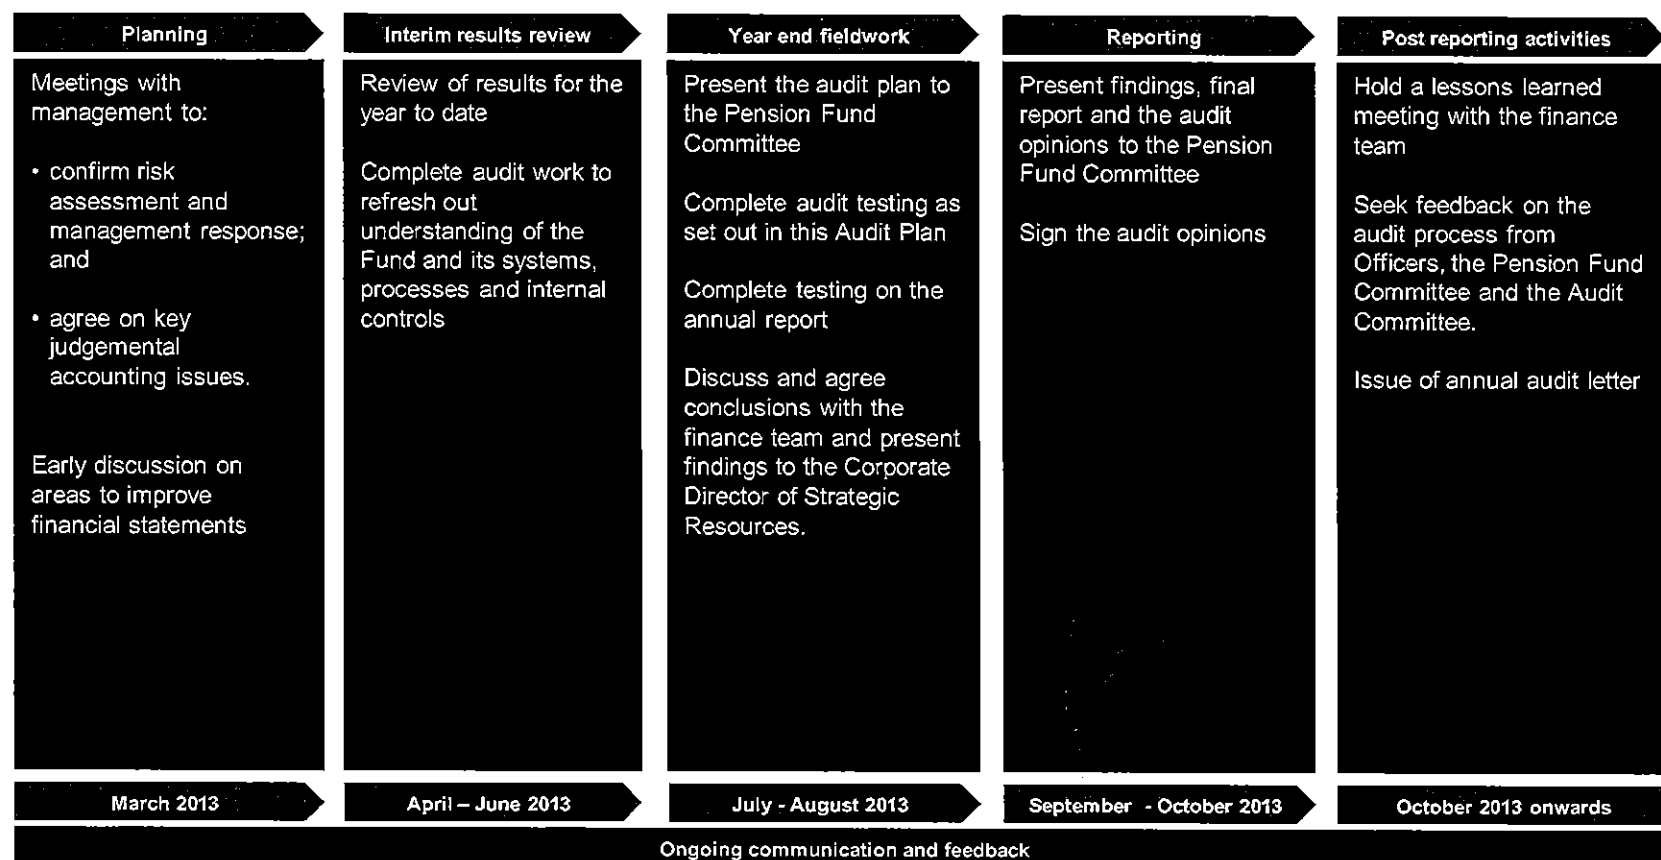 Planning
Meetings with
management to:
• confirm risk
assessment and
management response;
and
• agree on key
judgemental
accounting issues.
Early discussion on
areas to improve
financial statements
March 2013
Interim results review
Review of results for the
year to date
Complete audit work to
refresh out
understanding of the
Fund and its systems,
processes and internal
controls
April – June 2013
Year end fieldwork
Present the audit plan to
the Pension Fund
Committee
Complete audit testing as
set out in this Audit Plan
Complete testing on the
annual report
Discuss and agree
conclusions with the
finance team and present
findings to the Corporate
Director of Strategic
Resources.
July - August 2013
Reporting
Present findings, final
report and the audit
opinions to the Pension
Fund Committee
Sign the audit opinions
September - October 2013
Post reporting activities
Hold a lessons learned
meeting with the finance
team
Seek feedback on the
audit process from
Officers, the Pension Fund
Committee and the Audit
Committee.
Issue of annual audit letter
October 2013 onwards
Ongoing communication and feedback